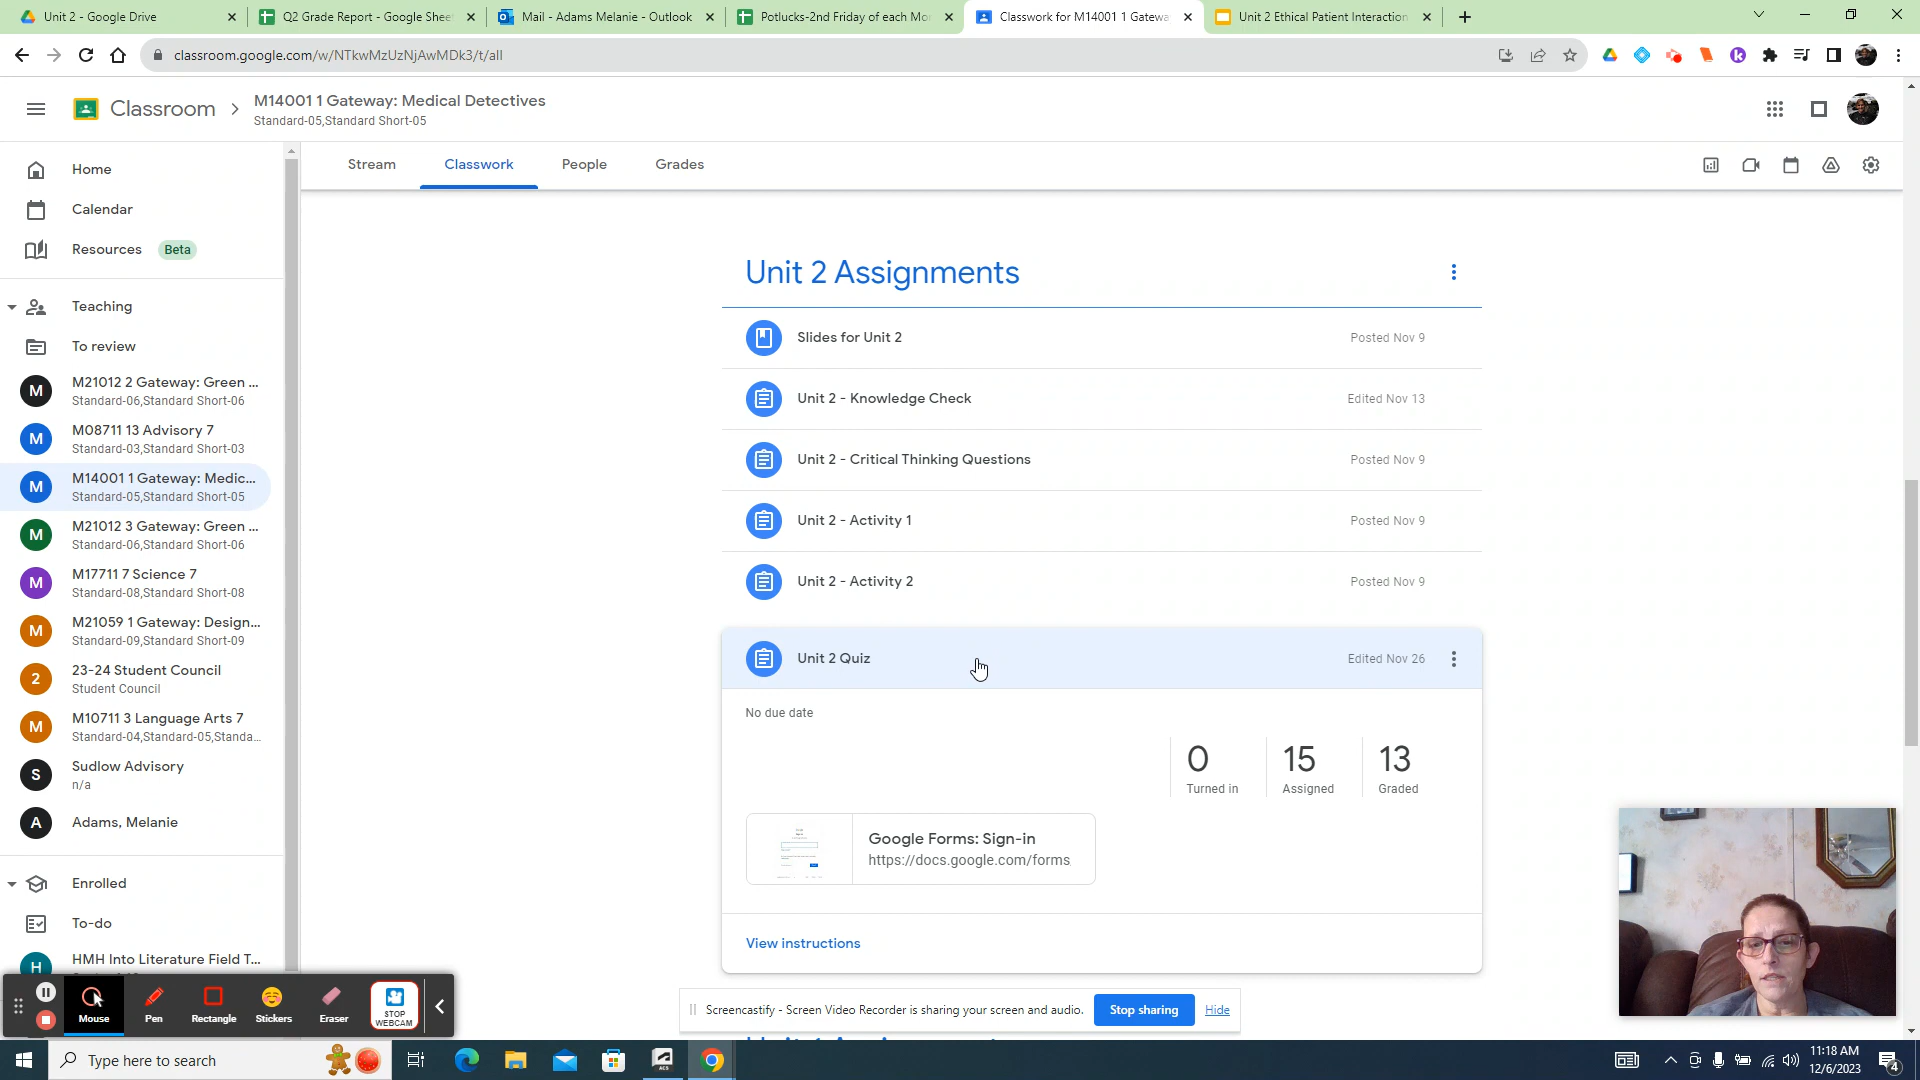 Unit 2 - Google Drive
Q2 Grade Report - Google Shee
Mail - Adams Melanie - Outlook
Potlucks-2nd Friday of each Mo
Classwork for M14001 1 Gatewa
Unit 2 Ethical Patient Interaction
classroom.google.com/w/NTkwMzUzNjAwMDk3/t/all
Classroom
M14001 1 Gateway: Medical Detectives
Standard-05,Standard Short-05
Stream
Classwork
People
Grades
Home
Calendar
Resources Beta
Teaching
To review
M M21012 2 Gateway: Green ...
Standard-06,Standard Short-06
M M08711 13 Advisory 7
Standard-03,Standard Short-03
M M14001 1 Gateway: Medic...
Standard-05,Standard Short-05
M M21012 3 Gateway: Green ...
Standard-06,Standard Short-06
M M17711 7 Science 7
Standard-08,Standard Short-08
M M21059 1 Gateway: Design...
Standard-09,Standard Short-09
2 23-24 Student Council
Student Council
M M10711 3 Language Arts 7
Standard-04,Standard-05,Standa...
S Sudlow Advisory
n/a
A Adams, Melanie
Enrolled
To-do
H HMH Into Literature Field T...
Unit 2 Assignments
Slides for Unit 2 Posted Nov 9
Unit 2 - Knowledge Check Edited Nov 13
Unit 2 - Critical Thinking Questions Posted Nov 9
Unit 2 - Activity 1 Posted Nov 9
Unit 2 - Activity 2 Posted Nov 9
Unit 2 Quiz Edited Nov 26
No due date
0 15 13
Turned in Assigned Graded
Google Forms: Sign-in
https://docs.google.com/forms
View instructions
Mouse
Pen
Rectangle
Stickers
Eraser
STOP
WEBCAM
Screencastify - Screen Video Recorder is sharing your screen and audio.
Stop sharing
Hide
Type here to search
11:18 AM
12/6/2023
4